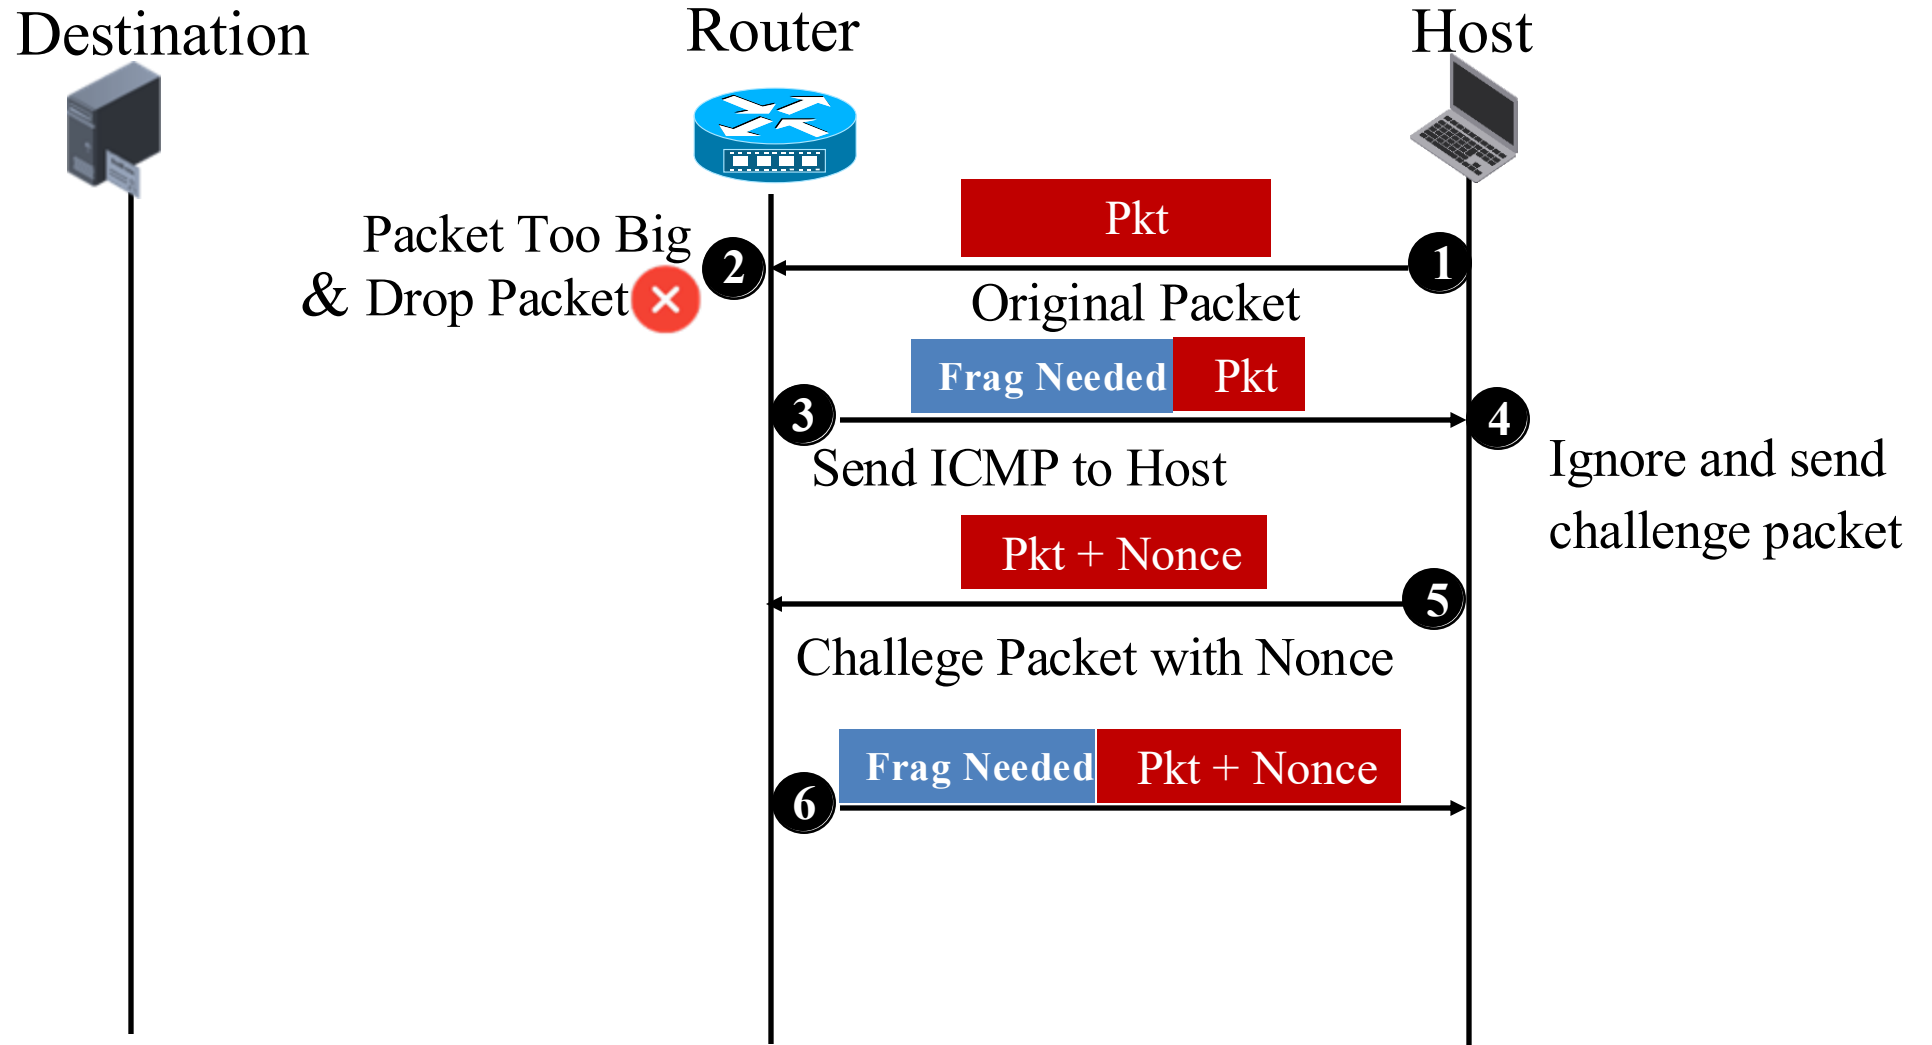 Destination
Router
Host
Pkt
Packet Too Big
2
1
& Drop Packet
Original Packet
Frag Needed
Pkt
3
4
Send ICMP to Host
Ignore and send
challenge packet
Pkt + Nonce
5
Challege Packet with Nonce
Frag Needed
Pkt + Nonce
6